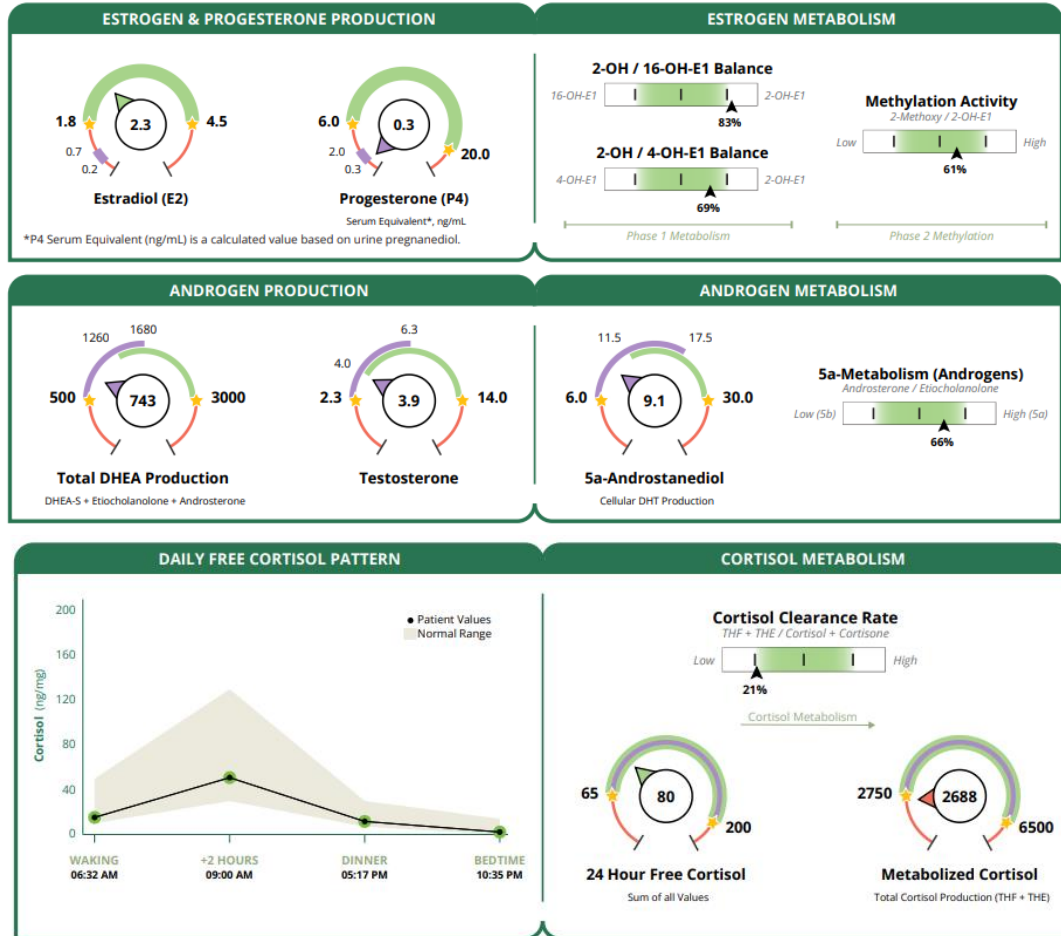 ESTROGEN & PROGESTERONE PRODUCTION
1.8
2.3
4.5
0.7
0.2
Estradiol (E2)
6.0
0.3
20.0
2.0
0.3
Progesterone (P4)
Serum Equivalent*, ng/mL
*P4 Serum Equivalent (ng/mL) is a calculated value based on urine pregnanediol.
ESTROGEN METABOLISM
2-OH / 16-OH-E1 Balance
16-OH-E1
2-OH-E1
83%
2-OH / 4-OH-E1 Balance
4-OH-E1
2-OH-E1
69%
Phase 1 Metabolism
Methylation Activity
2-Methoxy / 2-OH-E1
Low
High
61%
Phase 2 Methylation
ANDROGEN PRODUCTION
1260
1680
500
743
3000
Total DHEA Production
DHEA-S + Etiocholanolone + Androsterone
6.3
4.0
2.3
3.9
14.0
Testosterone
ANDROGEN METABOLISM
11.5
17.5
6.0
9.1
30.0
5a-Androstanediol
Cellular DHT Production
5a-Metabolism (Androgens)
Androsterone / Etiocholanolone
Low (5b)
High (5a)
66%
DAILY FREE CORTISOL PATTERN
Cortisol (ng/mg)
200
160
120
80
40
0
Patient Values
Normal Range
WAKING
06:32 AM
+2 HOURS
09:00 AM
DINNER
05:17 PM
BEDTIME
10:35 PM
CORTISOL METABOLISM
Cortisol Clearance Rate
THF + THE / Cortisol + Cortisone
Low
High
21%
Cortisol Metabolism
65
80
200
24 Hour Free Cortisol
Sum of all Values
2750
2688
6500
Metabolized Cortisol
Total Cortisol Production (THF + THE)